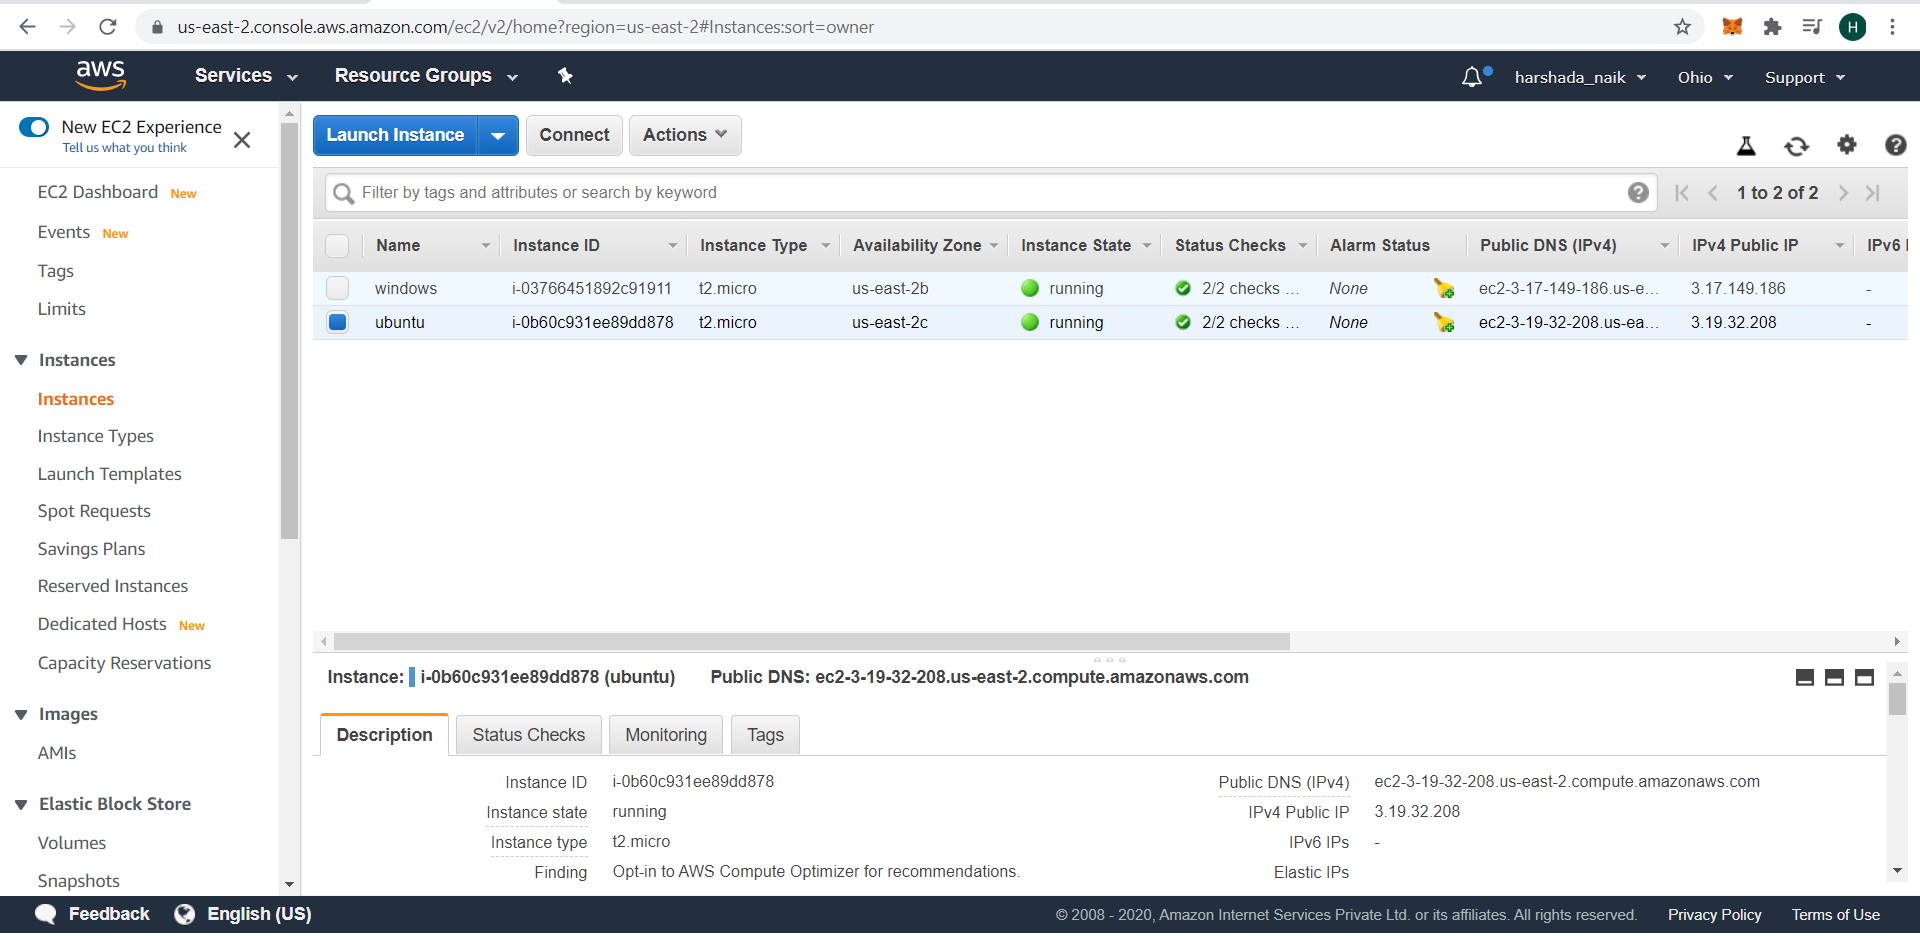 us-east-2.console.aws.amazon.com/ec2/v2/home?region=us-east-2#Instances:sort=owner
H
aws Services Resource Groups harshada_naik Ohio Support
New EC2 Experience
Tell us what you think
Launch Instance Connect Actions
Filter by tags and attributes or search by keyword 1 to 2 of 2
Name Instance ID Instance Type Availability Zone Instance State Status Checks Alarm Status Public DNS (IPv4) IPv4 Public IP IPv6
windows i-03766451892c91911 t2.micro us-east-2b running 2/2 checks ... None ec2-3-17-149-186.us-e... 3.17.149.186 -
ubuntu i-0b60c931ee89dd878 t2.micro us-east-2c running 2/2 checks ... None ec2-3-19-32-208.us-ea... 3.19.32.208 -
EC2 Dashboard New
Events New
Tags
Limits
Instances
Instances
Instance Types
Launch Templates
Spot Requests
Savings Plans
Reserved Instances
Dedicated Hosts New
Capacity Reservations
Images
AMIs
Elastic Block Store
Volumes
Snapshots
Instance: i-0b60c931ee89dd878 (ubuntu) Public DNS: ec2-3-19-32-208.us-east-2.compute.amazonaws.com
Description Status Checks Monitoring Tags
Instance ID i-0b60c931ee89dd878 Public DNS (IPv4) ec2-3-19-32-208.us-east-2.compute.amazonaws.com
Instance state running IPv4 Public IP 3.19.32.208
Instance type t2.micro IPv6 IPs -
Finding Opt-in to AWS Compute Optimizer for recommendations. Elastic IPs
Feedback English (US) © 2008 - 2020, Amazon Internet Services Private Ltd. or its affiliates. All rights reserved. Privacy Policy Terms of Use